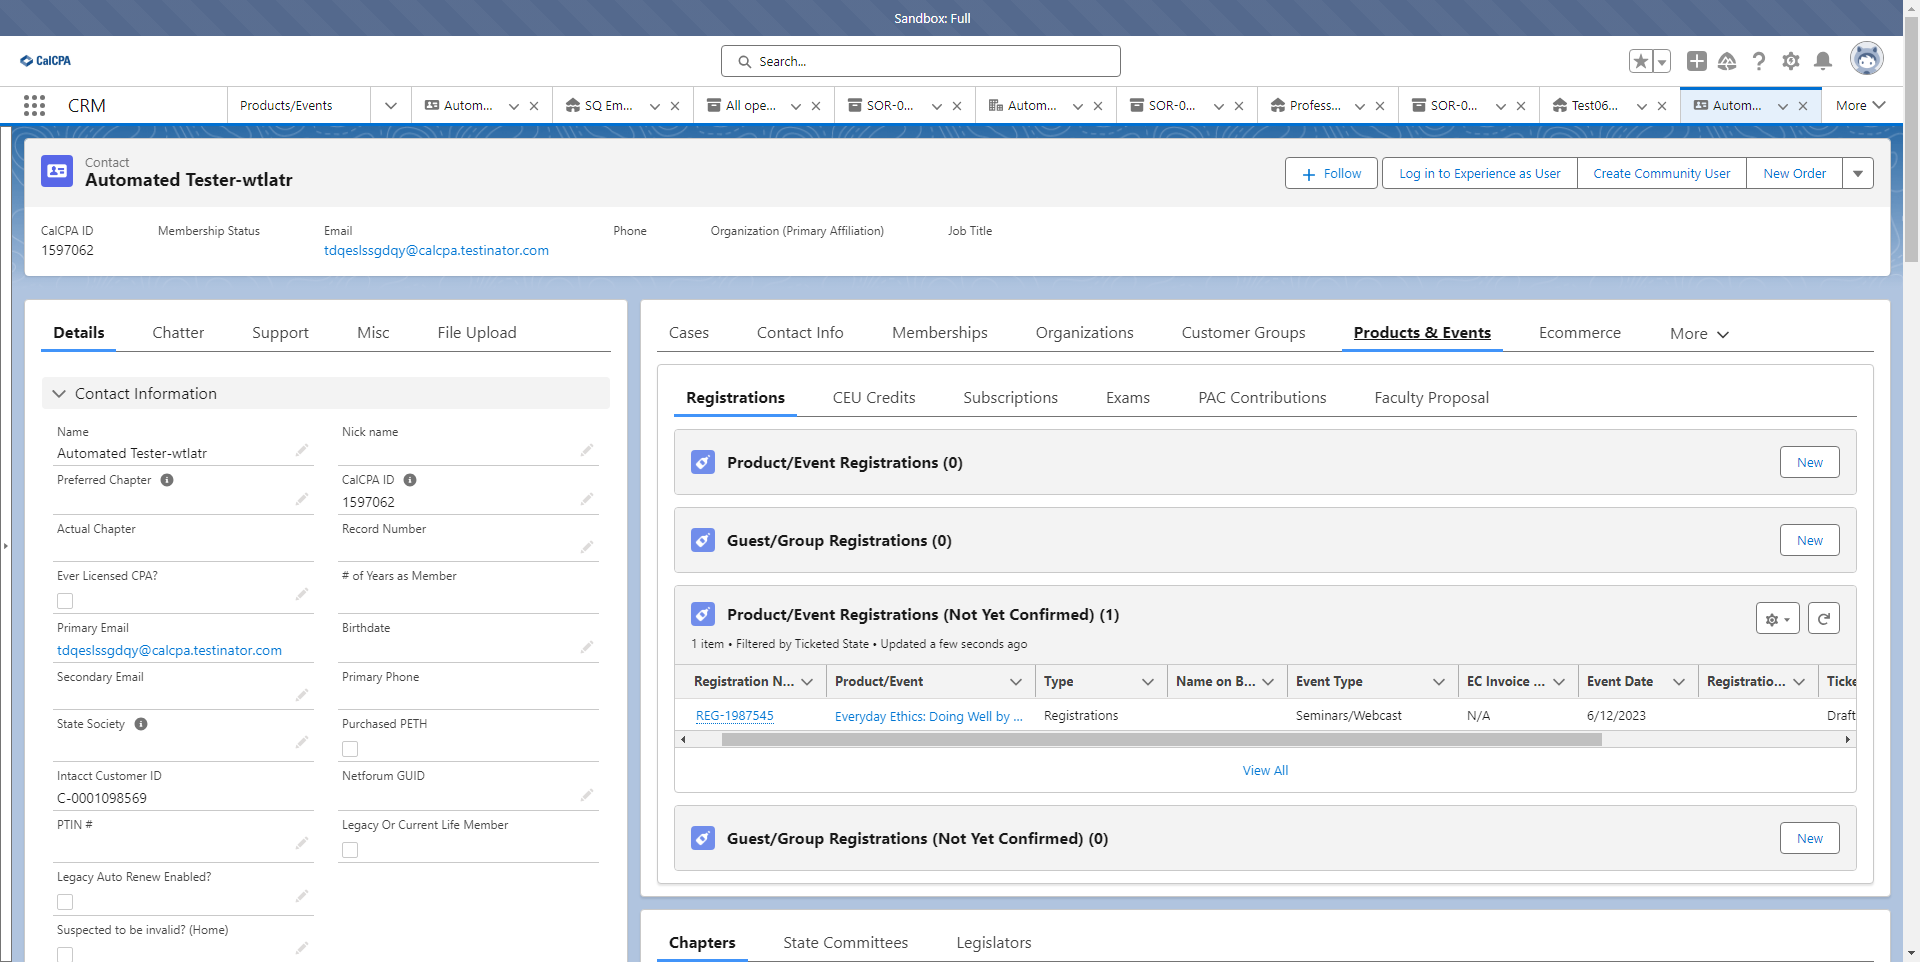 Sandbox: Full
CalCPA
Search...
CRM
Products/Events
Autom...
SQ Em...
All ope...
SOR-0...
Autom...
SOR-0...
Profess...
SOR-0...
Test06...
Autom...
More
Contact
Automated Tester-wtlatr
Follow
Log in to Experience as User
Create Community User
New Order
CalCPA ID
Membership Status
Email
Phone
Organization (Primary Affiliation)
Job Title
1597062
tdqeslssgdqy@calcpa.testinator.com
Details
Chatter
Support
Misc
File Upload
Contact Information
Name
Automated Tester-wtlatr
Nick name
Preferred Chapter
CalCPA ID
1597062
Actual Chapter
Record Number
Ever Licensed CPA?
# of Years as Member
Primary Email
tdqeslssgdqy@calcpa.testinator.com
Birthdate
Secondary Email
Primary Phone
State Society
Purchased PETH
Intacct Customer ID
C-0001098569
Netforum GUID
PTIN #
Legacy Or Current Life Member
Legacy Auto Renew Enabled?
Suspected to be invalid? (Home)
Cases
Contact Info
Memberships
Organizations
Customer Groups
Products & Events
Ecommerce
More
Registrations
CEU Credits
Subscriptions
Exams
PAC Contributions
Faculty Proposal
Product/Event Registrations (0)
New
Guest/Group Registrations (0)
New
Product/Event Registrations (Not Yet Confirmed) (1)
1 item • Filtered by Ticketed State • Updated a few seconds ago
Registration N...
Product/Event
Type
Name on B...
Event Type
EC Invoice ...
Event Date
Registratio...
Ticke
REG-1987545
Everyday Ethics: Doing Well by ...
Registrations
Seminars/Webcast
N/A
6/12/2023
Draft
View All
Guest/Group Registrations (Not Yet Confirmed) (0)
New
Chapters
State Committees
Legislators